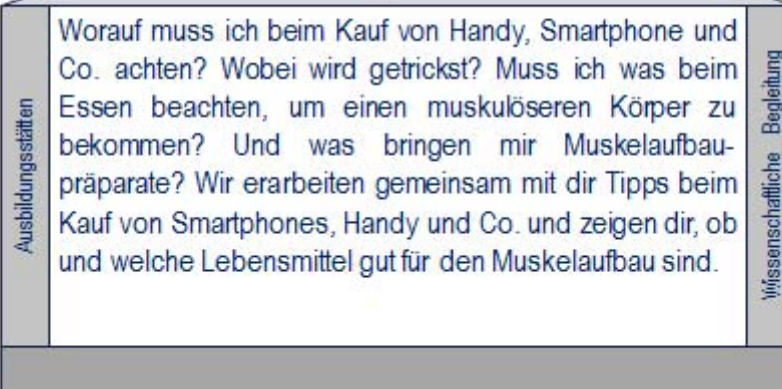 Ausbildungsstätten
Worauf muss ich beim Kauf von Handy, Smartphone und
Co. achten? Wobei wird getrickst? Muss ich was beim
Essen beachten, um einen muskulöseren Körper zu
bekommen? Und was bringen mir Muskelaufbau-
präparate? Wir erarbeiten gemeinsam mit dir Tipps beim
Kauf von Smartphones, Handy und Co. und zeigen dir, ob
und welche Lebensmittel gut für den Muskelaufbau sind.
Wissenschaftliche Begleitung